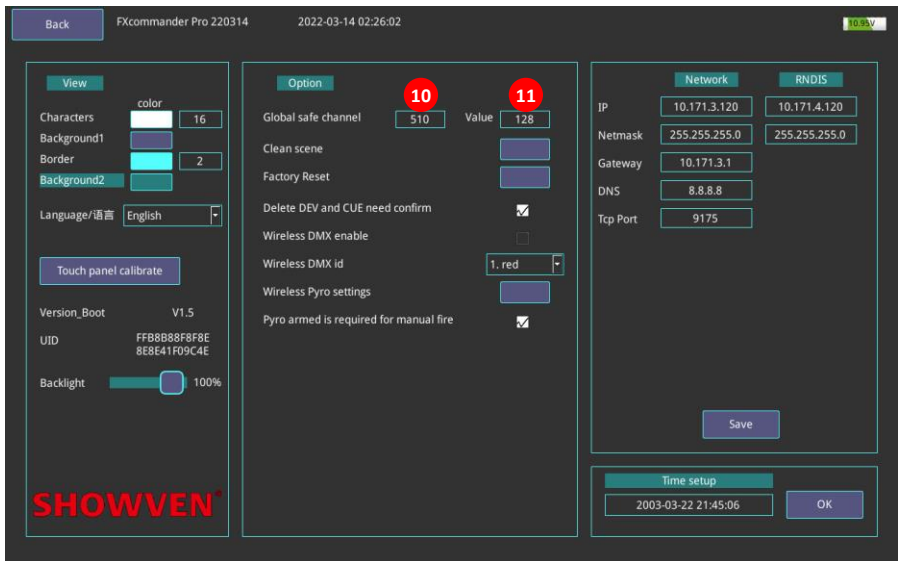 Back FXcommander Pro 220314 2022-03-14 02:26:02 10.95V
View
color
Characters 16
Background1
Border 2
Background2
Language/语言 English
Touch panel calibrate
Version_Boot V1.5
UID FFB8B88F8F8E
8E8E41F09C4E
Backlight 100%
SHOWVEN®
Option
10 11
Global safe channel 510 Value 128
Clean scene
Factory Reset
Delete DEV and CUE need confirm
Wireless DMX enable
Wireless DMX id 1. red
Wireless Pyro settings
Pyro armed is required for manual fire
Network RNDIS
IP 10.171.3.120 10.171.4.120
Netmask 255.255.255.0 255.255.255.0
Gateway 10.171.3.1
DNS 8.8.8.8
Tcp Port 9175
Save
Time setup
2003-03-22 21:45:06 OK